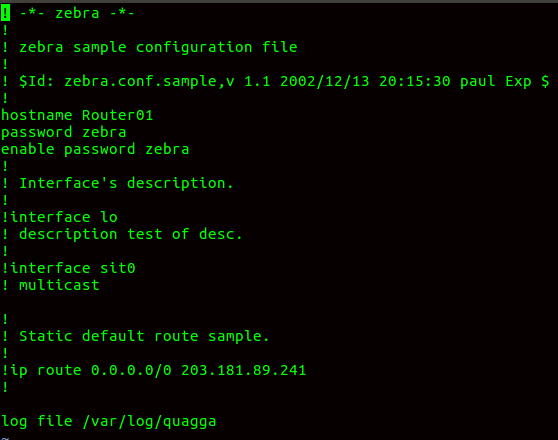 ! -*- zebra -*-
!
! zebra sample configuration file
!
! $Id: zebra.conf.sample,v 1.1 2002/12/13 20:15:30 paul Exp $
!
hostname Router01
password zebra
enable password zebra
!
! Interface's description.
!
!interface lo
! description test of desc.
!
!interface sit0
! multicast

!
! Static default route sample.
!
!ip route 0.0.0.0/0 203.181.89.241
!

log file /var/log/quagga
~